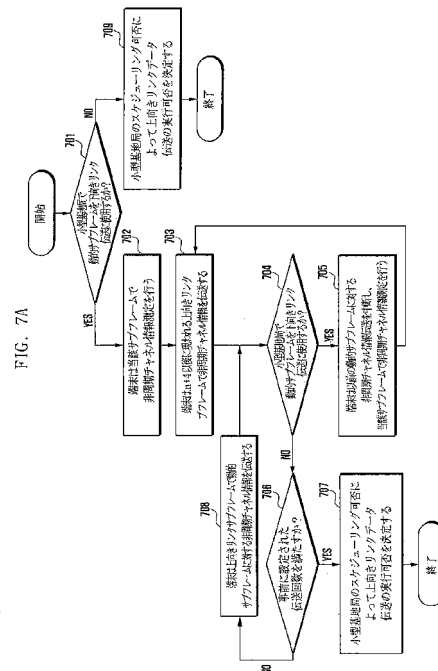 FIG. 7A
開始
701
小型基地局で
動的サブフレームを下向きリンク
伝送に使用するか?
NO
709
小型基地局のスケジューリング可否に
よって上向きリンクデータ
伝送の実行可否を決定する
終了
YES
702
端末は当該サブフレームで
非周期チャネル情報測定を行う
703
端末はn+4以後に現れる上向きリンクサ
ブフレームで非周期チャネル情報を伝送する
704
小型基地局で
動的サブフレームを下向きリンク
伝送に使用するか?
YES
705
端末は以前の動的サブフレームに対する
非周期チャネル情報伝送を中断し、
当該サブフレームで非周期チャネル情報測定を行う
NO
706
事前に設定された
伝送回数を満たすか?
NO
708
端末は上向きリンクサブフレームで動的
サブフレームに対する非周期チャネル情報を伝送する
YES
707
小型基地局のスケジューリング可否に
よって上向きリンクデータ
伝送の実行可否を決定する
終了